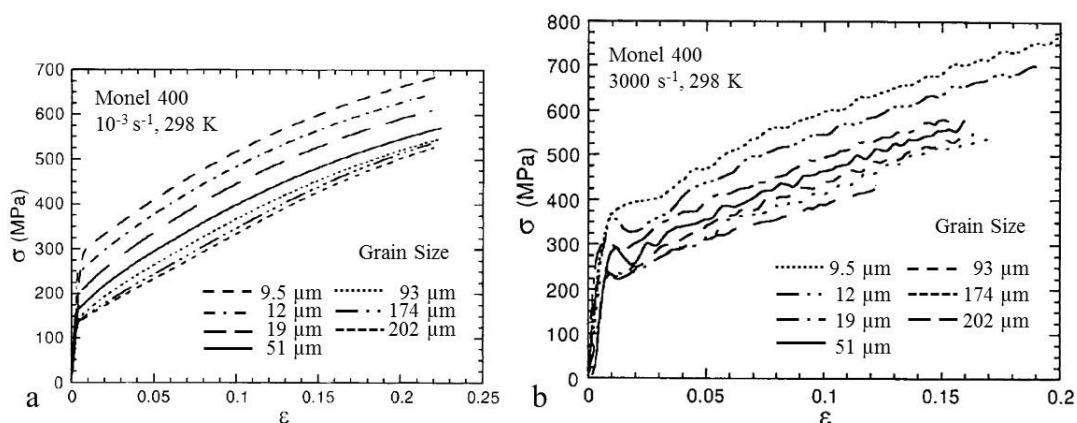 700
600
500
400
300
200
100
0
σ (MPa)
Monel 400
10⁻³ s⁻¹, 298 K
Grain Size
9.5 µm
93 µm
12 µm
174 µm
19 µm
202 µm
51 µm
0 0.05 0.1 0.15 0.2 0.25
a
ε
800
700
600
500
400
300
200
100
0
σ (MPa)
Monel 400
3000 s⁻¹, 298 K
Grain Size
9.5 µm
93 µm
12 µm
174 µm
19 µm
202 µm
51 µm
0 0.05 0.1 0.15 0.2
b
ε